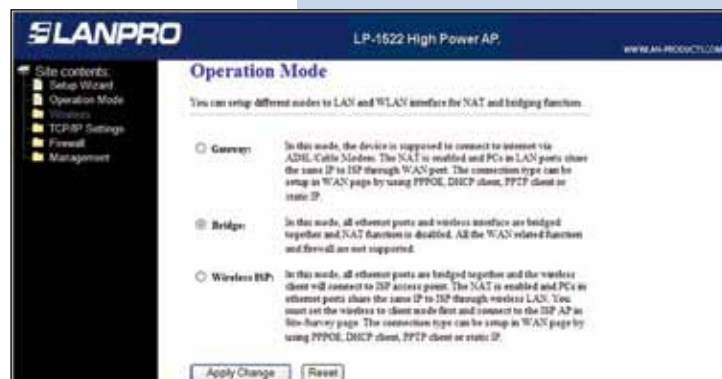 LANPRO
LP-1522 High Power AP.
Site contents:
Setup Wizard
Operation Mode
Wireless
TCP/IP Settings
Firewall
Management
Operation Mode
You can setup different modes to LAN and WLAN interface for NAT and bridging function.
Gateway: In this mode, the device is supposed to connect to internet via
ADSL/Cable Modem. The NAT is enabled and PCs in LAN ports share
the same IP to ISP through WAN port. The connection type can be
setup in WAN page by using PPPOE, DHCP client, PPTP client or
static IP.
Bridge: In this mode, all ethernet ports and wireless interface are bridged
together and NAT function is disabled. All the WAN related function
and firewall are not supported.
Wireless ISP: In this mode, all ethernet ports are bridged together and the wireless
client will connect to ISP access point. The NAT is enabled and PCs in
ethernet ports share the same IP to ISP through wireless LAN. You
must set the wireless to client mode first and connect to the ISP AP in
Site-Survey page. The connection type can be setup in WAN page by
using PPPOE, DHCP client, PPTP client or static IP.
Apply Change
Reset